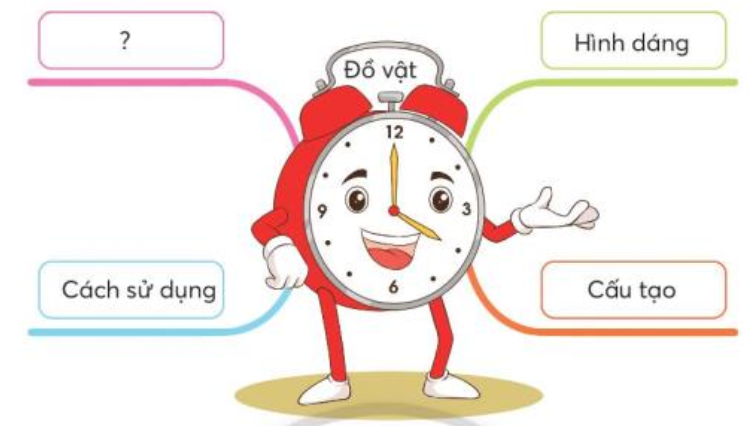 ?
Đồ vật
Hình dáng
12
9
3
6
Cách sử dụng
Cấu tạo